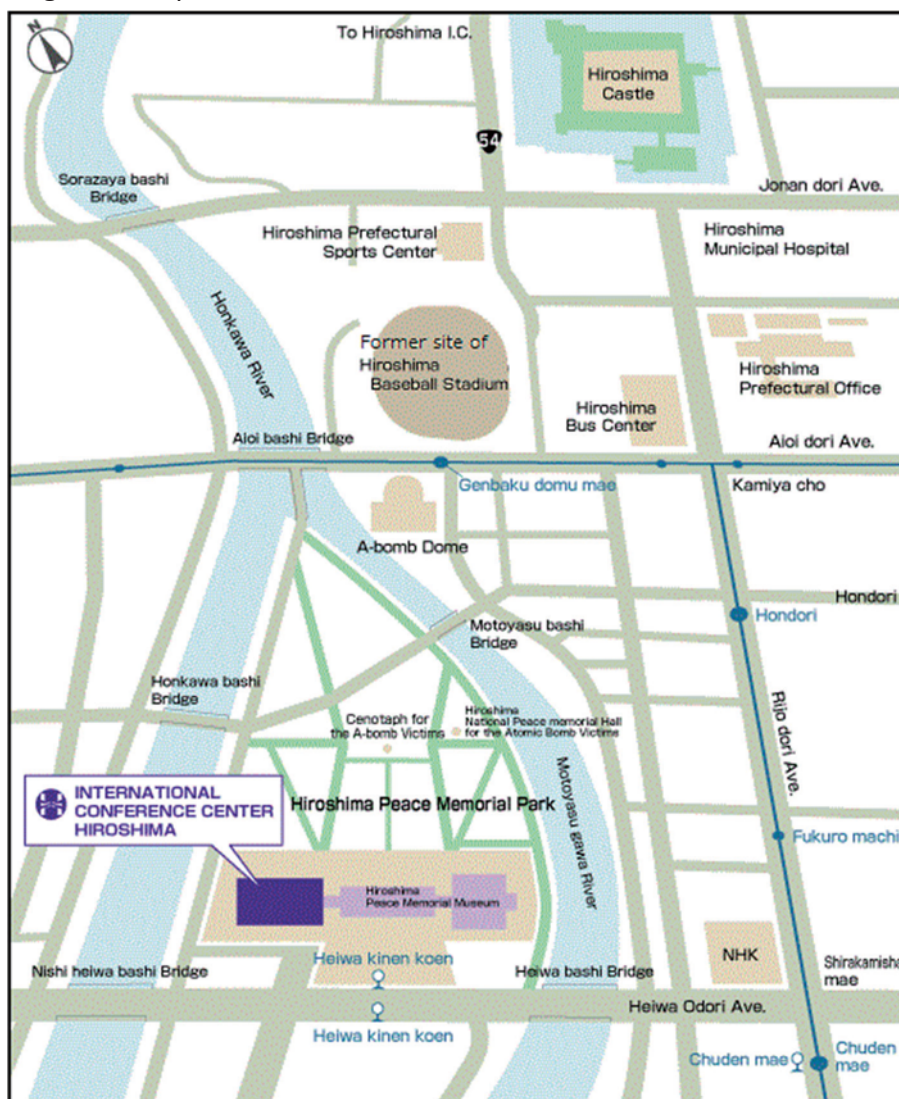 N
To Hiroshima I.C.
Hiroshima
Castle
54
Sorazaya bashi
Bridge
Jonan dori Ave.
Hiroshima Prefectural
Sports Center
Hiroshima
Municipal Hospital
Honkawa River
Former site of
Hiroshima
Baseball Stadium
Hiroshima
Prefectural Office
Hiroshima
Bus Center
Aioi bashi Bridge
Aioi dori Ave.
Genbaku domu mae
Kamiya cho
A-bomb Dome
Hondori
Hondori
Motoyasu bashi
Bridge
Honkawa bashi
Bridge
Rijo dori Ave.
Cenotaph for
the A-bomb Victims
Hiroshima
National Peace memorial Hall
for the Atomic Bomb Victims
INTERNATIONAL
CONFERENCE CENTER
HIROSHIMA
Hiroshima Peace Memorial Park
Motoyasu gawa River
Fukuro machi
Hiroshima
Peace Memorial Museum
NHK
Nishi heiwa bashi Bridge
Heiwa kinen koen
Heiwa bashi Bridge
Shirakamisha
mae
Heiwa Odori Ave.
Heiwa kinen koen
Chuden mae
Chuden
mae